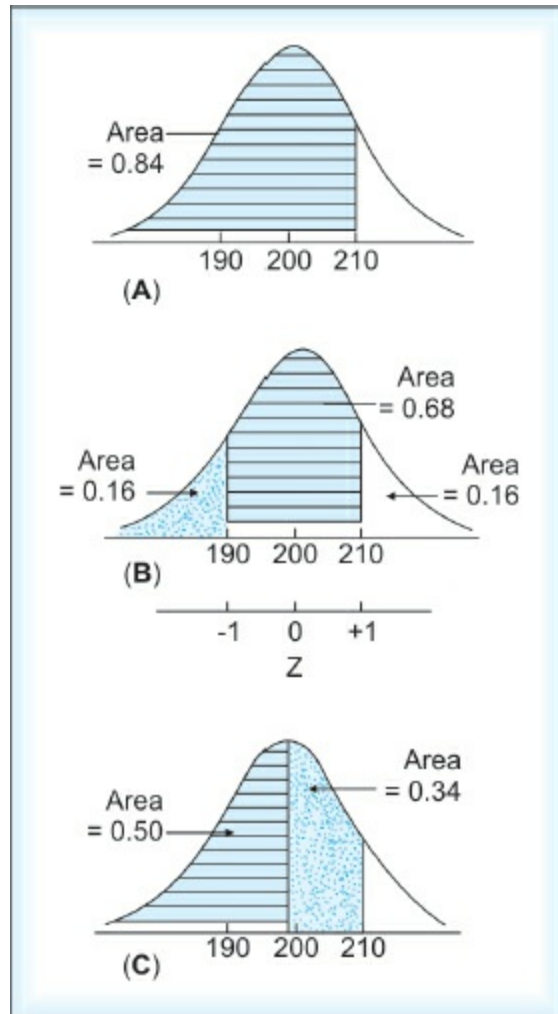 Area
= 0.84
190 200 210
(A)
Area
= 0.68
Area
= 0.16
Area
= 0.16
190 200 210
(B)
-1 0 +1
Z
Area
= 0.34
Area
= 0.50
190 200 210
(C)